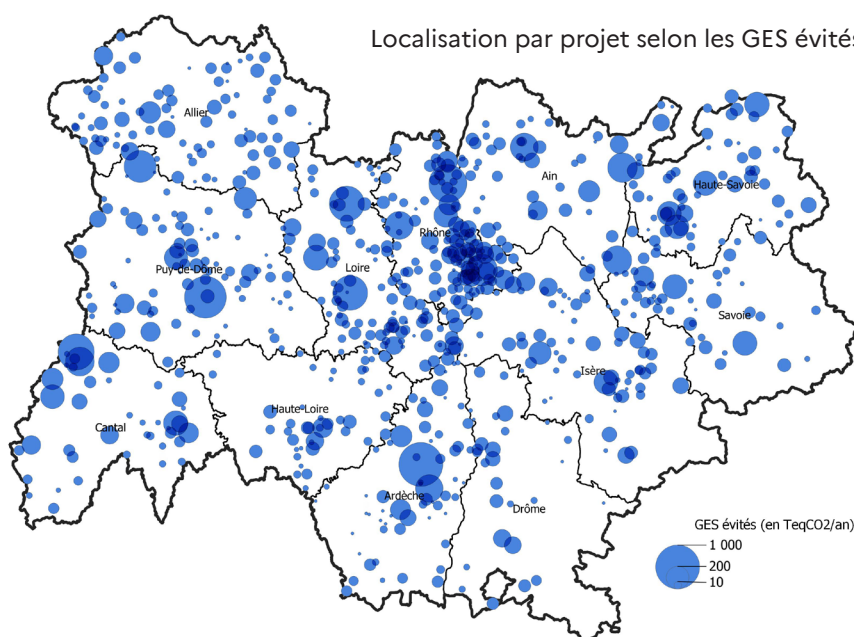 Localisation par projet selon les GES évités
Allier
Ain
Haute-Savoie
Rhône
Puy-de-Dôme
Loire
Savoie
Isère
Cantal
Haute-Loire
Ardèche
Drôme
GES évités (en TeqCO2/an)
1 000
200
10